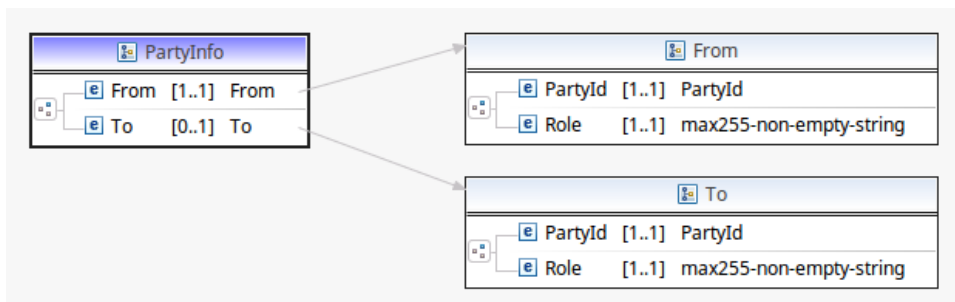 PartyInfo
e From [1..1] From
e To [0..1] To
From
e PartyId [1..1] PartyId
e Role [1..1] max255-non-empty-string
To
e PartyId [1..1] PartyId
e Role [1..1] max255-non-empty-string